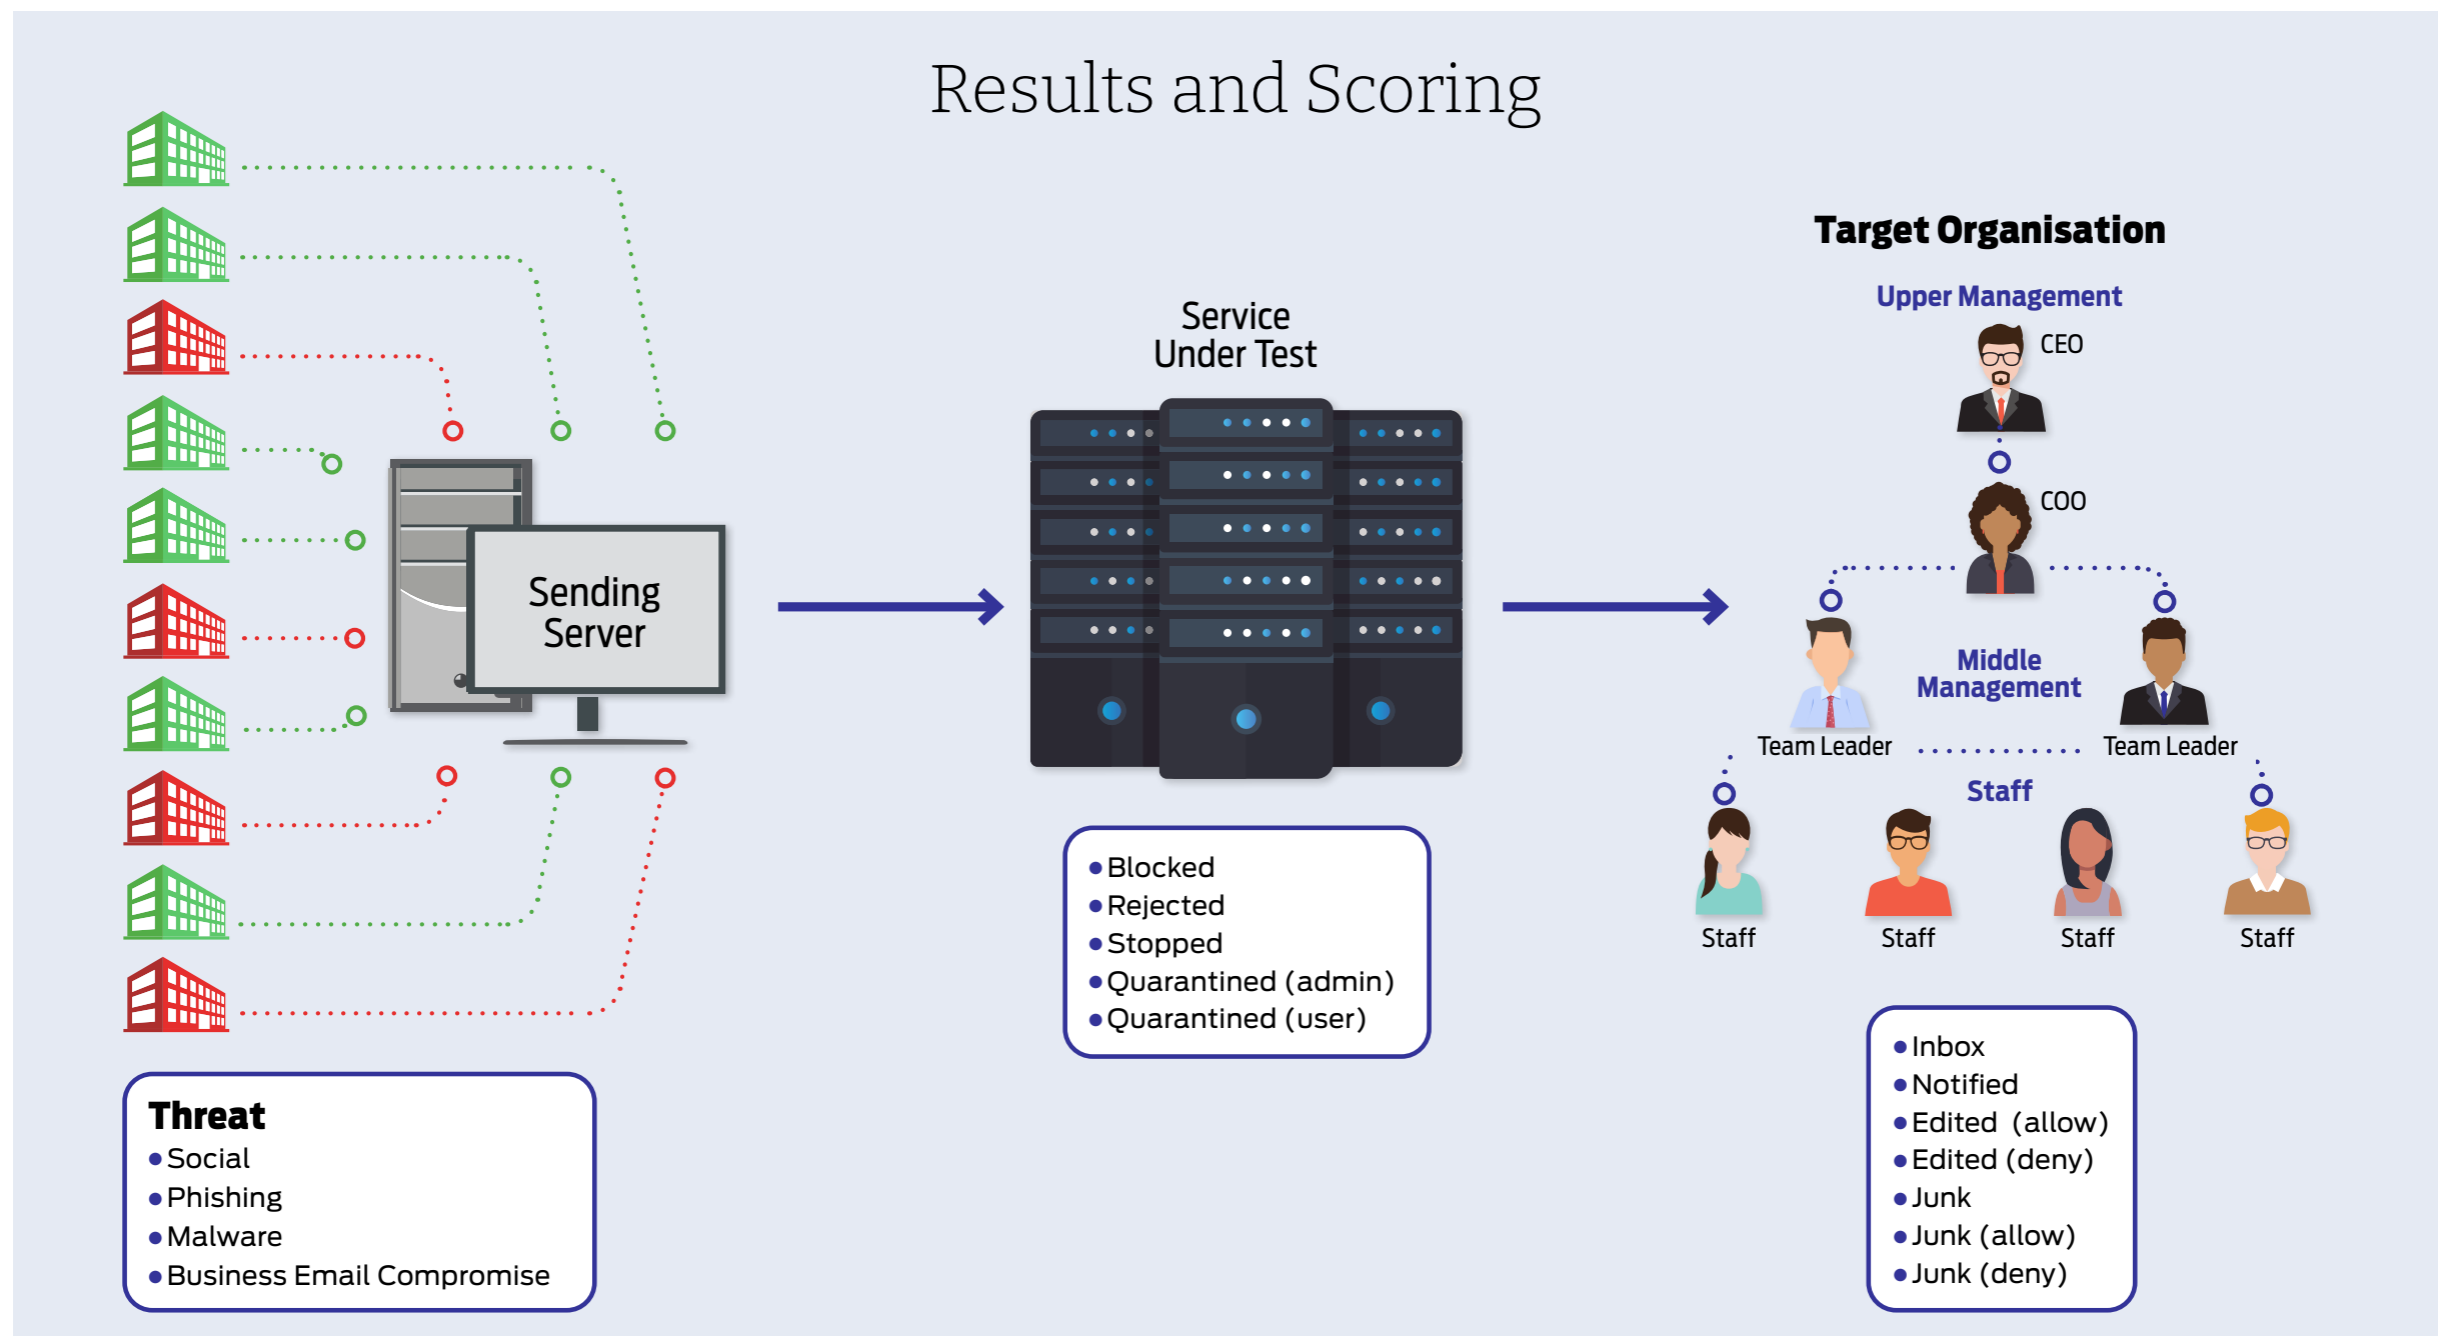 Results and Scoring
Sending
Server
Threat
• Social
• Phishing
• Malware
• Business Email Compromise
Service
Under Test
• Blocked
• Rejected
• Stopped
• Quarantined (admin)
• Quarantined (user)
Target Organisation
Upper Management
CEO
COO
Middle
Management
Team Leader
Team Leader
Staff
Staff
Staff
Staff
Staff
• Inbox
• Notified
• Edited (allow)
• Edited (deny)
• Junk
• Junk (allow)
• Junk (deny)